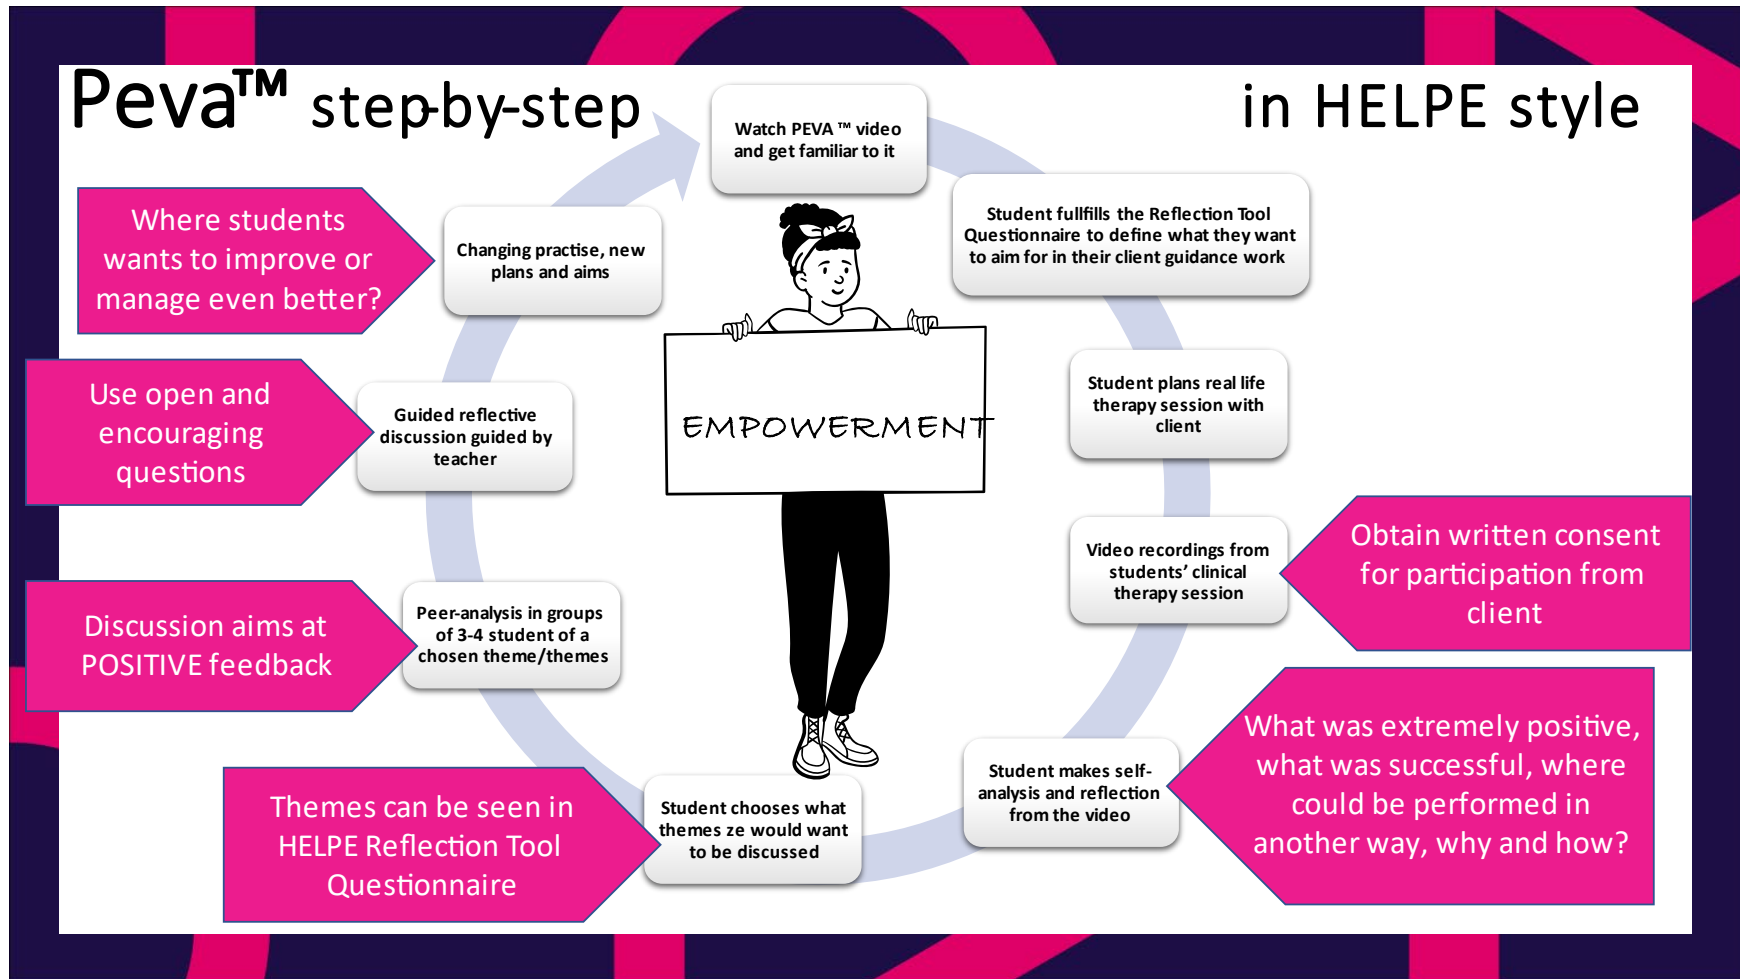 Peva™ step-by-step
in HELPE style
Watch PEVA ™ video
and get familiar to it
Student fullfills the Reflection Tool
Questionnaire to define what they want
to aim for in their client guidance work
Student plans real life
therapy session with
client
Video recordings from
students’ clinical
therapy session
Obtain written consent
for participation from
client
Student makes self-
analysis and reflection
from the video
What was extremely positive,
what was successful, where
could be performed in
another way, why and how?
Student chooses what
themes ze would want
to be discussed
Themes can be seen in
HELPE Reflection Tool
Questionnaire
Peer-analysis in groups
of 3-4 student of a
chosen theme/themes
Discussion aims at
POSITIVE feedback
Guided reflective
discussion guided by
teacher
Use open and
encouraging
questions
Changing practise, new
plans and aims
Where students
wants to improve or
manage even better?
EMPOWERMENT